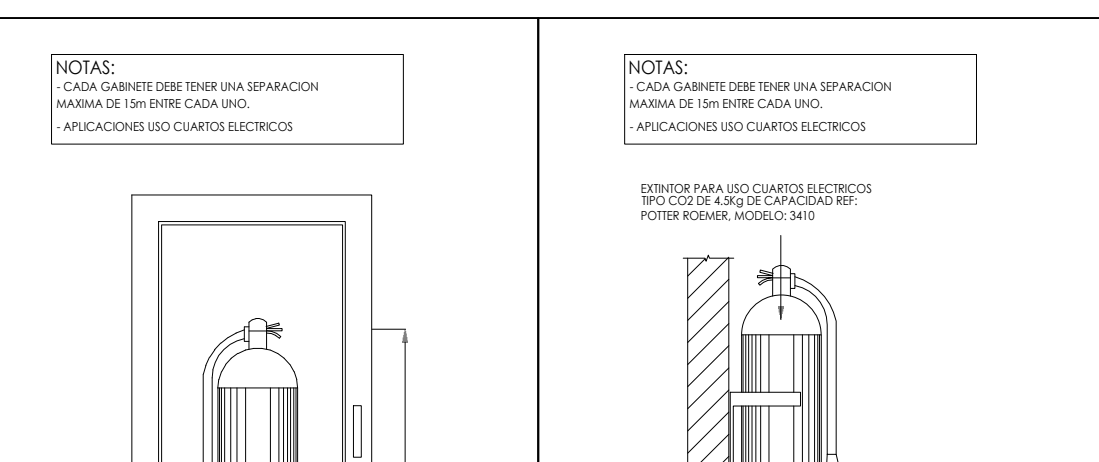 NOTAS:
- CADA GABINETE DEBE TENER UNA SEPARACION
MAXIMA DE 15m ENTRE CADA UNO.
- APLICACIONES USO CUARTOS ELECTRICOS
NOTAS:
- CADA GABINETE DEBE TENER UNA SEPARACION
MAXIMA DE 15m ENTRE CADA UNO.
- APLICACIONES USO CUARTOS ELECTRICOS
EXTINTOR PARA USO CUARTOS ELECTRICOS
TIPO CO2 DE 4.5Kg DE CAPACIDAD REF:
POTTER ROEMER, MODELO: 3410